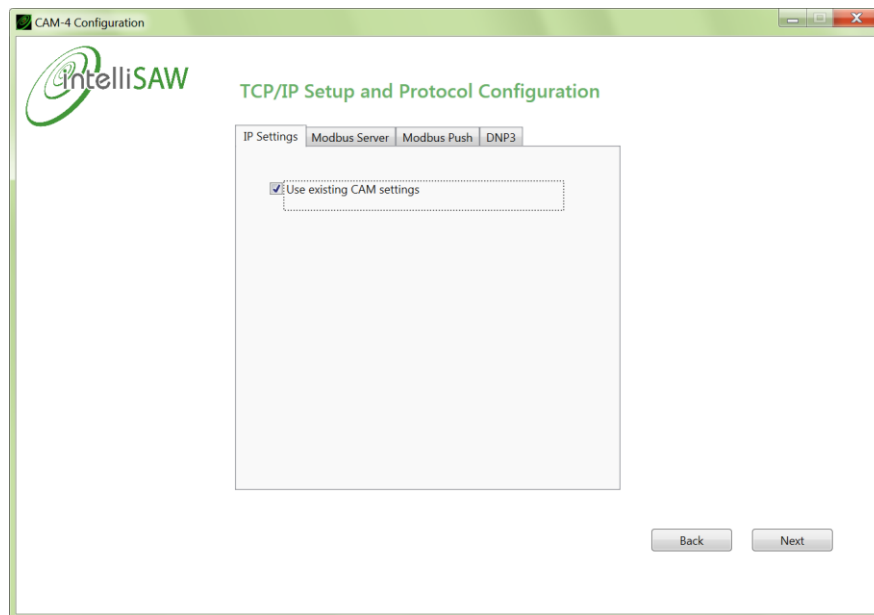 CAM-4 Configuration
intelliSAW
TCP/IP Setup and Protocol Configuration
IP Settings Modbus Server Modbus Push DNP3
Use existing CAM settings
Back Next